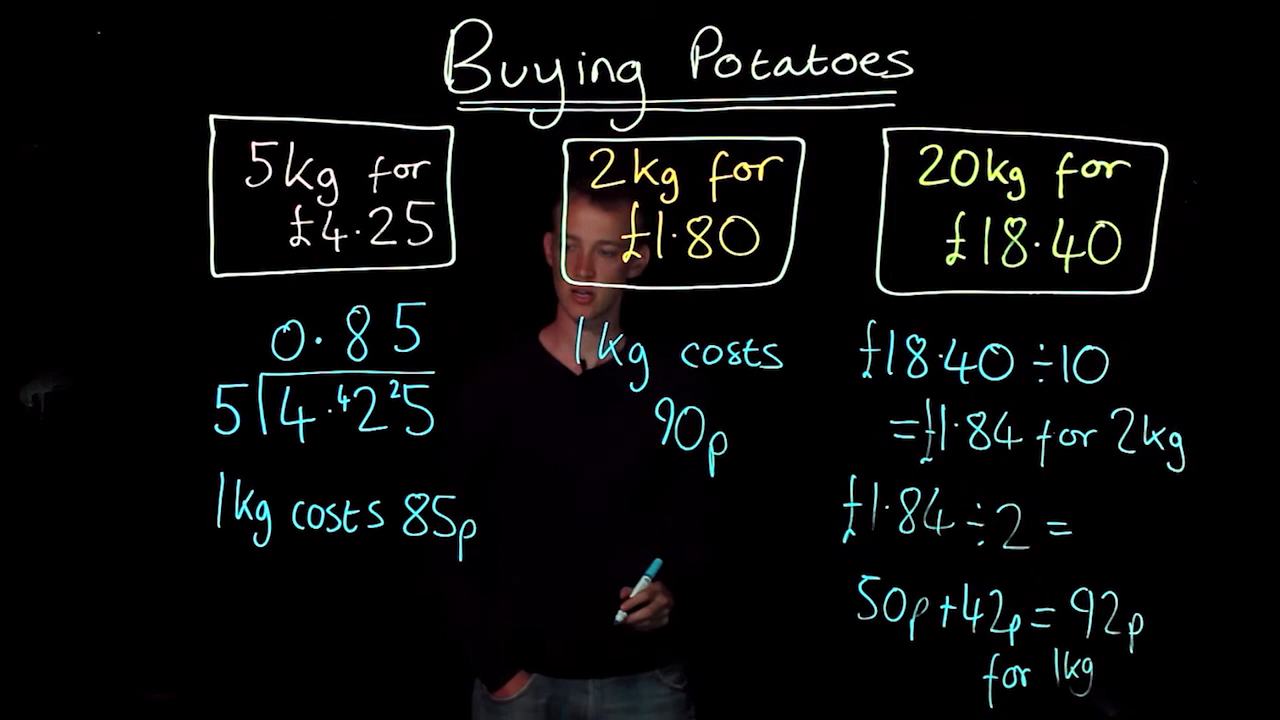 Buying Potatoes
5kg for
£4.25
0.85
5 4.⁴2²5
1kg costs 85p
2kg for
£1.80
1kg costs
90p
20kg for
£18.40
£18.40 ÷10
=£1.84 for 2kg
£1.84 ÷ 2 =
50p+42p = 92p
for 1kg